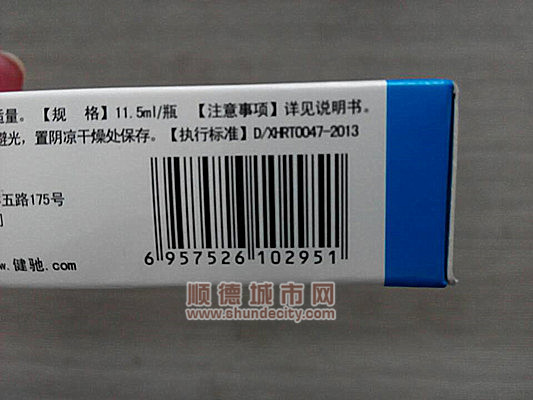 量。【规 格】11.5ml/瓶 【注意事项】详见说明书。
避光，置阴凉干燥处保存。【执行标准】D/XHRT0047-2013
五路175号
w.健驰.com
6 957526 102951
顺德城市网
www.shundecity.com